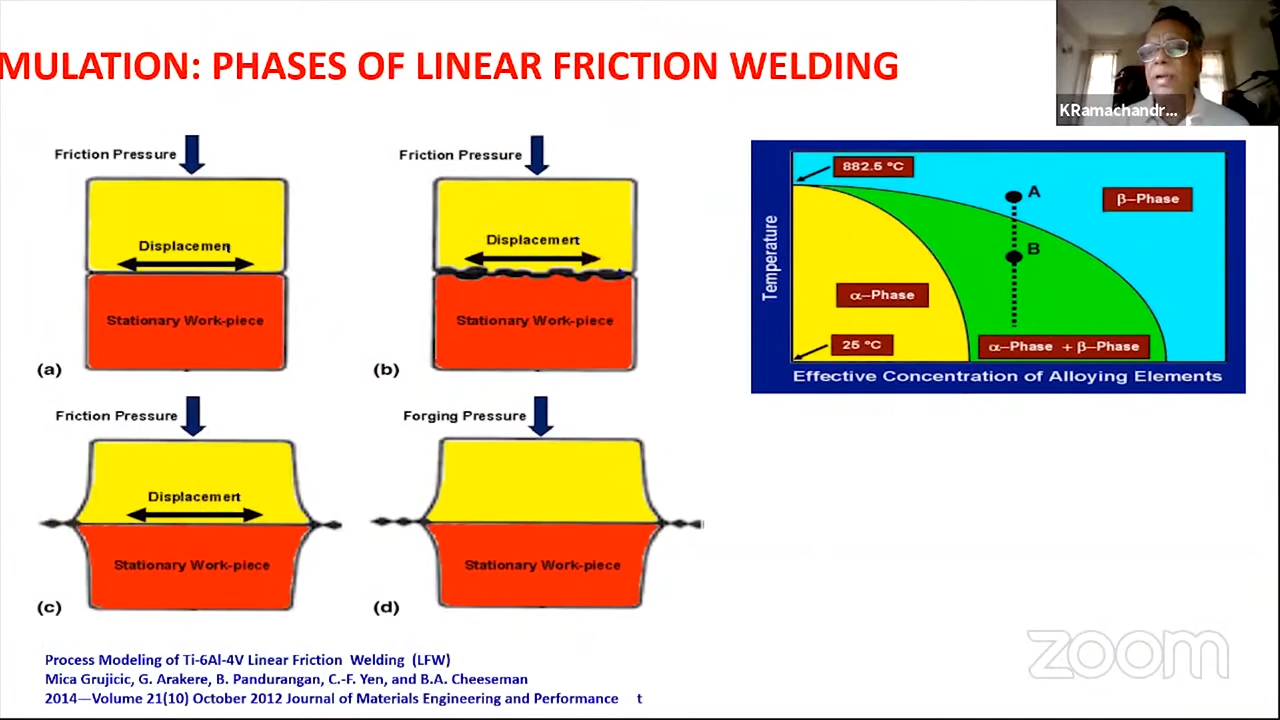 MULATION: PHASES OF LINEAR FRICTION WELDING
KRamachandr...
Friction Pressure
Displacemen
Stationary Work-piece
(a)
Friction Pressure
Displacement
Stationary Work-piece
(b)
882.5 °C
A
β-Phase
B
Temperature
α-Phase
25 °C
α-Phase + β-Phase
Effective Concentration of Alloying Elements
Friction Pressure
Displacement
Stationary Work-piece
(c)
Forging Pressure
Stationary Work-piece
(d)
Process Modeling of Ti-6Al-4V Linear Friction Welding (LFW)
Mica Grujicic, G. Arakere, B. Pandurangan, C.-F. Yen, and B.A. Cheeseman
2014—Volume 21(10) October 2012 Journal of Materials Engineering and Performance t
zoom